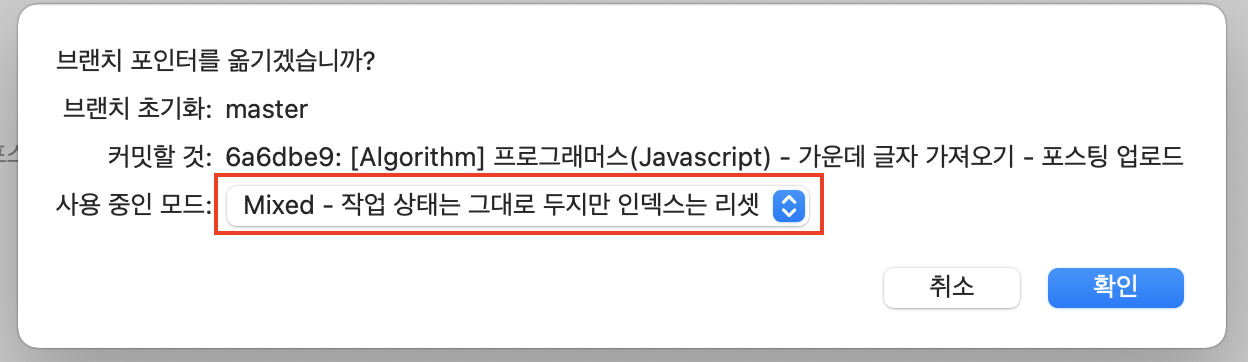 브랜치 포인터를 옮기겠습니까?
브랜치 초기화: master
커밋할 것: 6a6dbe9: [Algorithm] 프로그래머스(Javascript) - 가운데 글자 가져오기 - 포스팅 업로드
사용 중인 모드: Mixed - 작업 상태는 그대로 두지만 인덱스는 리셋
취소 확인